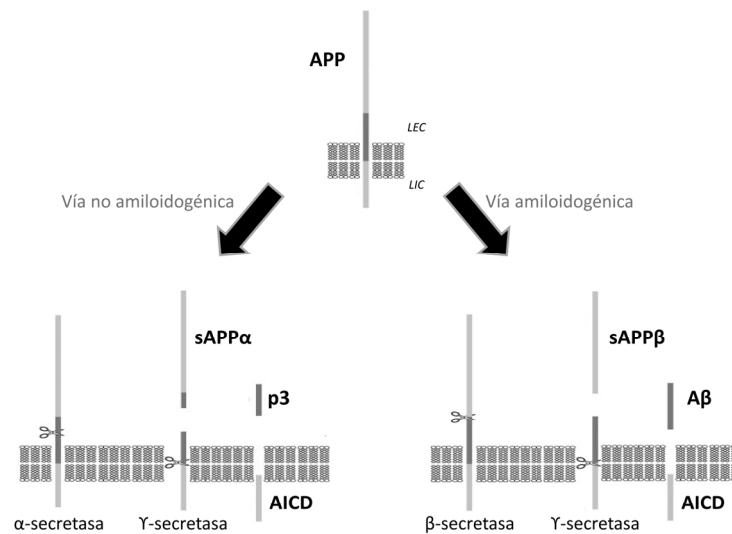 APP
LEC
LIC
Vía no amiloidogénica
Vía amiloidogénica
sAPPα
p3
AICD
α-secretasa
ϒ-secretasa
sAPPβ
Aβ
AICD
β-secretasa
ϒ-secretasa